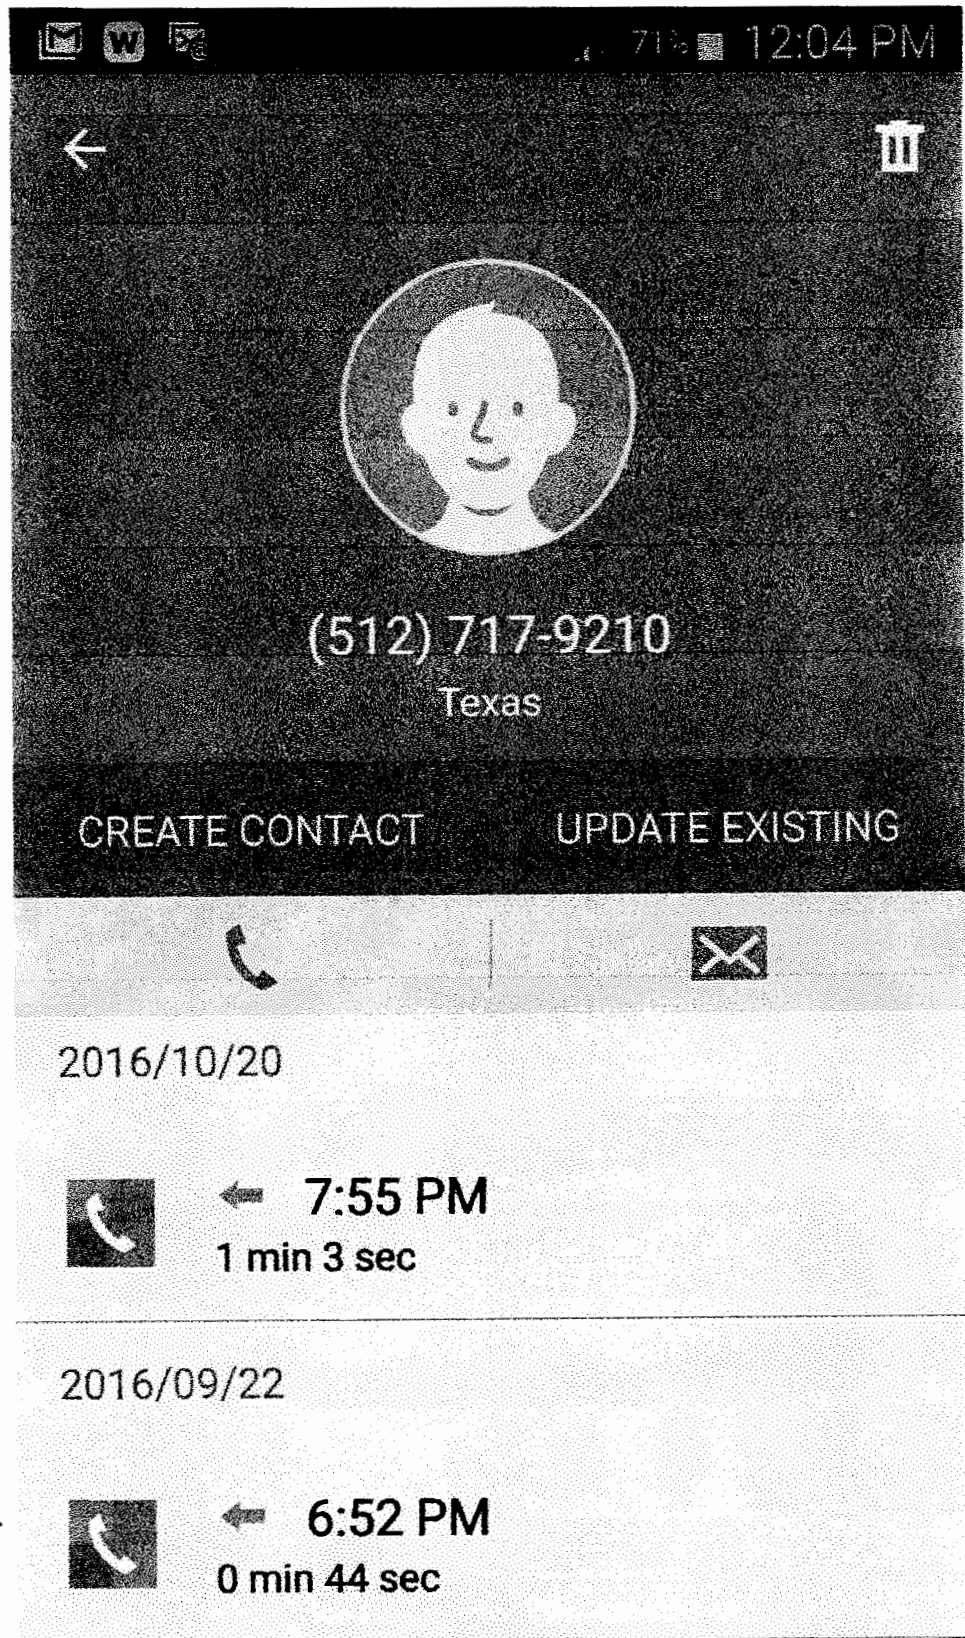 W 71% 12:04 PM
(512) 717-9210
Texas
CREATE CONTACT UPDATE EXISTING
2016/10/20
7:55 PM
1 min 3 sec
2016/09/22
6:52 PM
0 min 44 sec